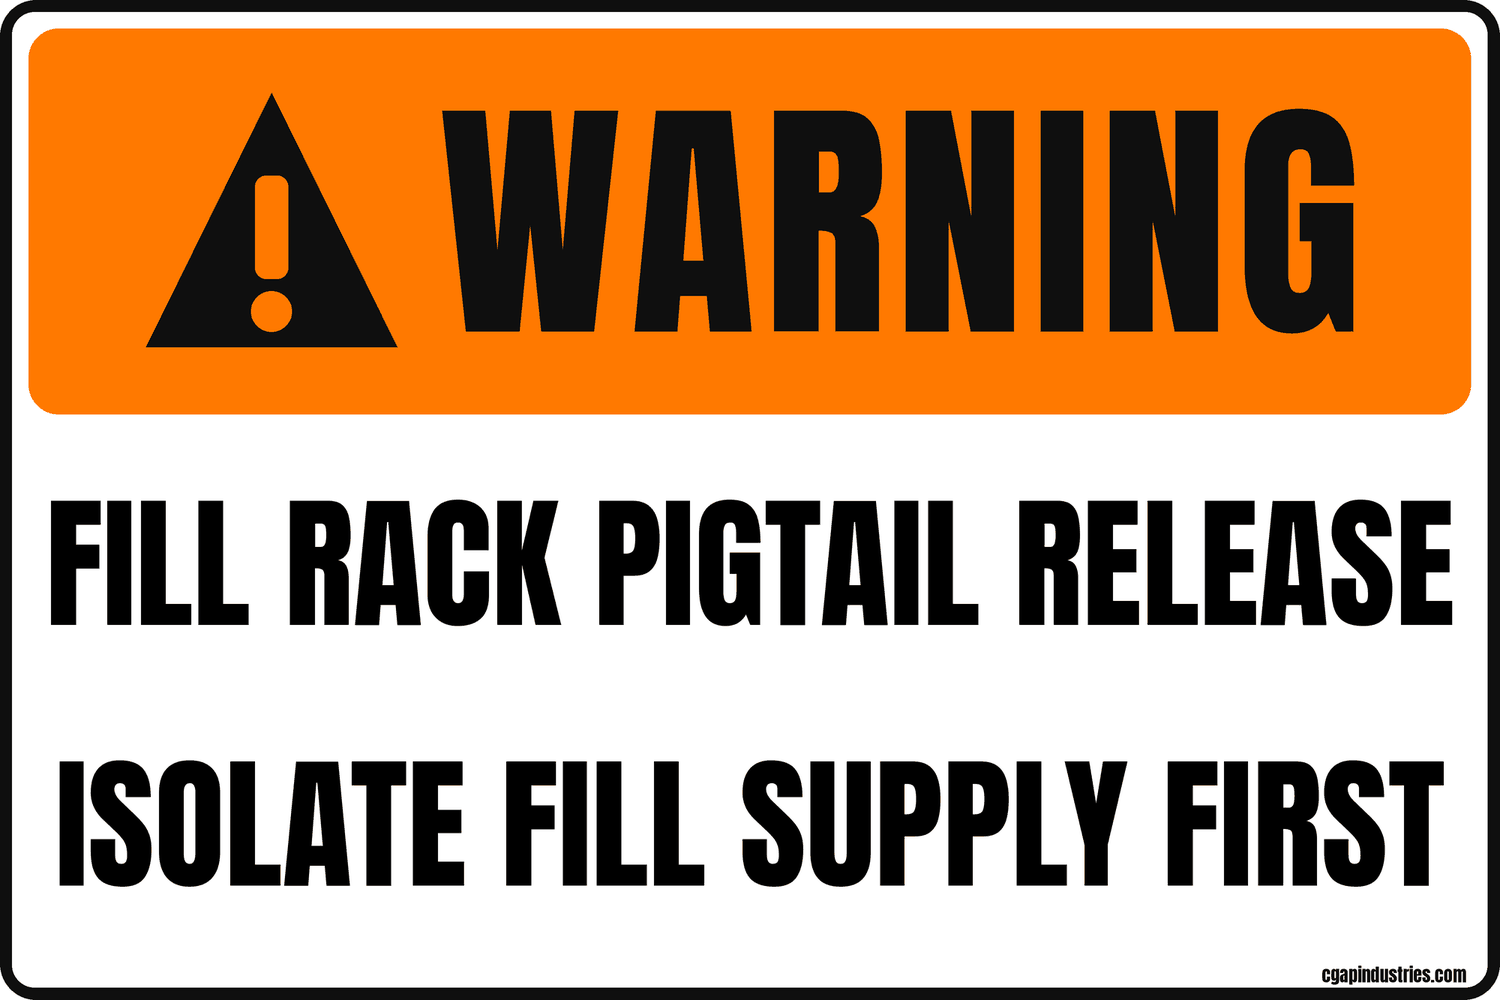 WARNING
FILL RACK PIGTAIL RELEASE
ISOLATE FILL SUPPLY FIRST
cgapindustries.com